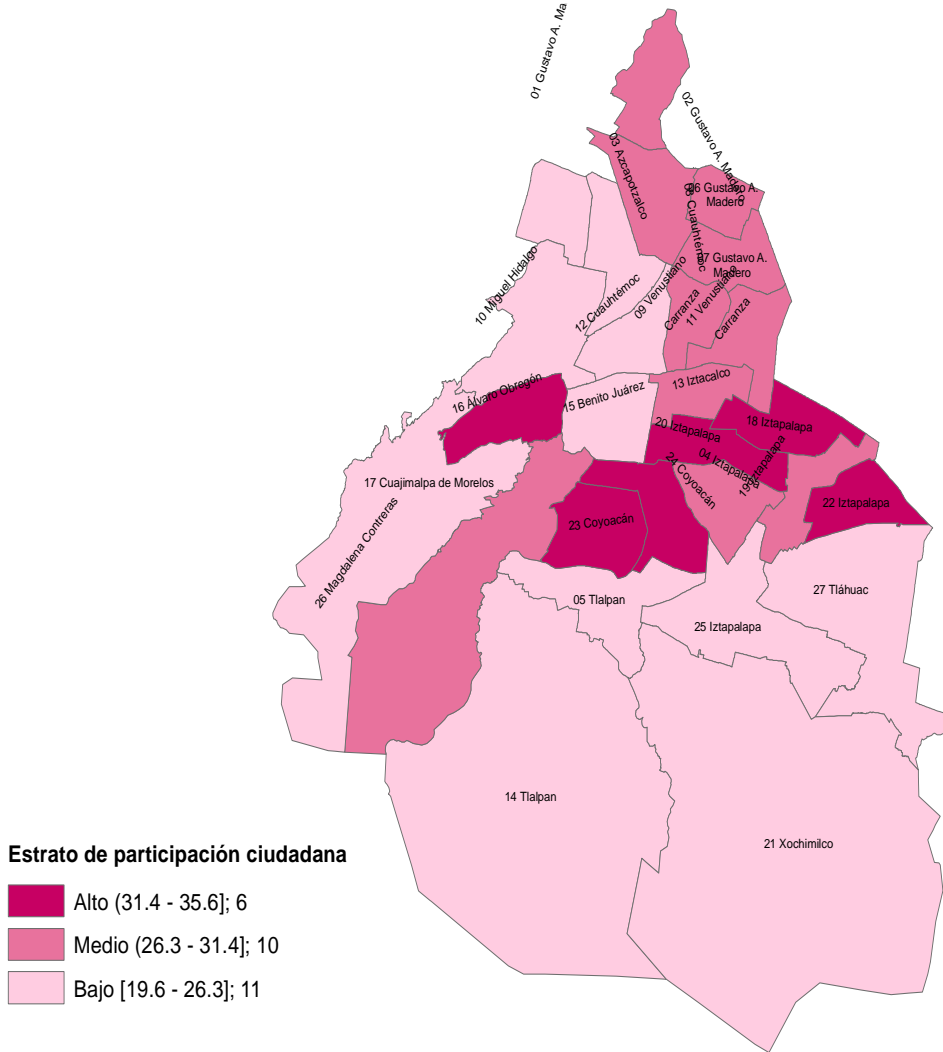 01 Gustavo A. Ma
02 Gustavo A. Madero
03 Azcapotzalco
06 Gustavo A.
Madero
Cuauhtémoc
07 Gustavo A.
Madero
10 Miguel Hidalgo
12 Cuauhtémoc
09 Venustiano
Carranza
11 Venustiano
Carranza
13 Iztacalco
16 Álvaro Obregón
15 Benito Juárez
18 Iztapalapa
20 Iztapalapa
04 Iztapalapa
19 Iztapalapa
24 Coyoacán
17 Cuajimalpa de Morelos
22 Iztapalapa
23 Coyoacán
26 Magdalena Contreras
05 Tlalpan
27 Tláhuac
25 Iztapalapa
14 Tlalpan
21 Xochimilco
Estrato de participación ciudadana
Alto (31.4 - 35.6]; 6
Medio (26.3 - 31.4]; 10
Bajo [19.6 - 26.3]; 11